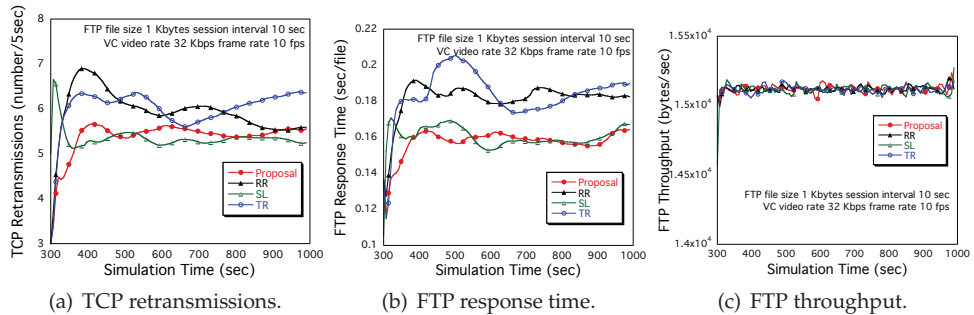 TCP Retransmissions (number/5sec)
8
7
6
5
4
3
FTP file size 1 Kbytes session interval 10 sec
VC video rate 32 Kbps frame rate 10 fps
Proposal
RR
SL
TR
300 400 500 600 700 800 900 1000
Simulation Time (sec)
(a) TCP retransmissions.
FTP Response Time (sec/file)
0.22
0.2
0.18
0.16
0.14
0.12
0.1
FTP file size 1 Kbytes session interval 10 sec
VC video rate 32 Kbps frame rate 10 fps
Proposal
RR
SL
TR
300 400 500 600 700 800 900 1000
Simulation Time (sec)
(b) FTP response time.
FTP Throughput (bytes/sec)
1.55x10⁴
1.5x10⁴
1.45x10⁴
1.4x10⁴
Proposal
RR
SL
TR
FTP file size 1 Kbytes session interval 10 sec
VC video rate 32 Kbps frame rate 10 fps
300 400 500 600 700 800 900 1000
Simulation Time (sec)
(c) FTP throughput.